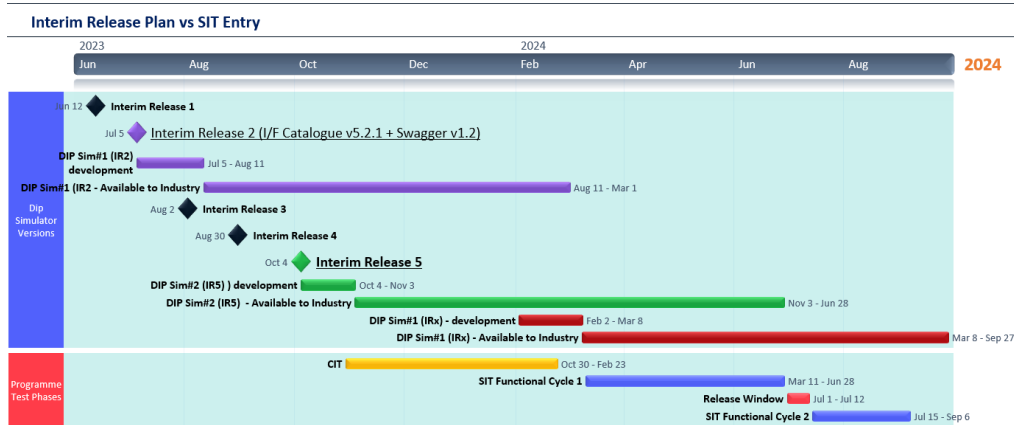 Interim Release Plan vs SIT Entry
2023 2024
Jun Aug Oct Dec Feb Apr Jun Aug 2024
Dip
Simulator
Versions
Jun 12 Interim Release 1
Jul 5 Interim Release 2 (I/F Catalogue v5.2.1 + Swagger v1.2)
DIP Sim#1 (IR2)
development Jul 5 - Aug 11
DIP Sim#1 (IR2 - Available to Industry Aug 11 - Mar 1
Aug 2 Interim Release 3
Aug 30 Interim Release 4
Oct 4 Interim Release 5
DIP Sim#2 (IR5) ) development Oct 4 - Nov 3
DIP Sim#2 (IR5) - Available to Industry Nov 3 - Jun 28
DIP Sim#1 (IRx) - development Feb 2 - Mar 8
DIP Sim#1 (IRx) - Available to Industry Mar 8 - Sep 27
Programme
Test Phases
CIT Oct 30 - Feb 23
SIT Functional Cycle 1 Mar 11 - Jun 28
Release Window Jul 1 - Jul 12
SIT Functional Cycle 2 Jul 15 - Sep 6